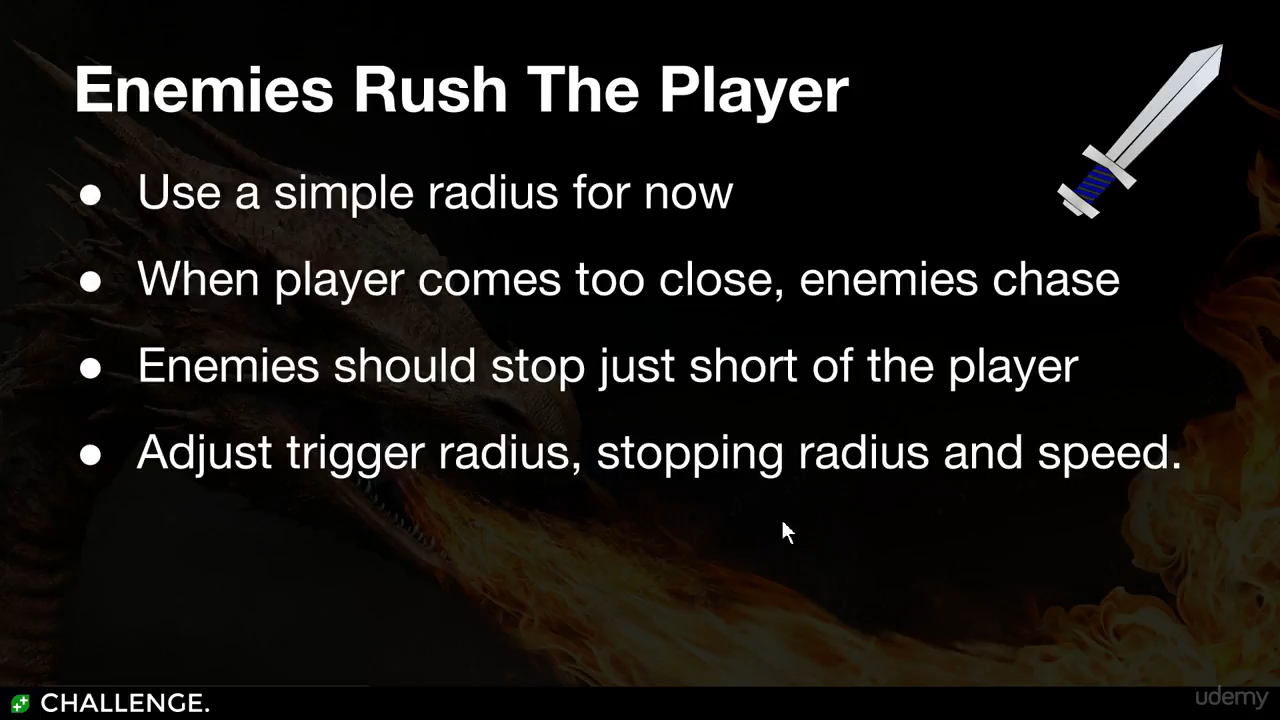 Enemies Rush The Player
● Use a simple radius for now
● When player comes too close, enemies chase
● Enemies should stop just short of the player
● Adjust trigger radius, stopping radius and speed.
CHALLENGE.
udemy